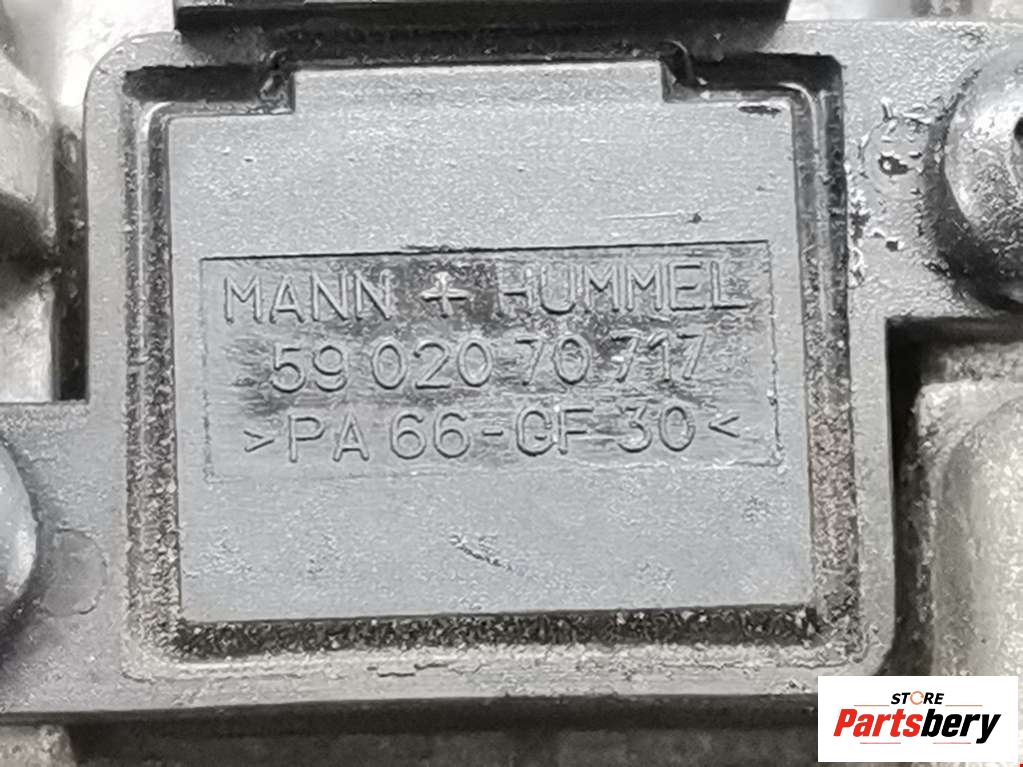 MANN + HUMMEL
59 020 70 717
>PA 66-GF 30<
STORE
Partsbery